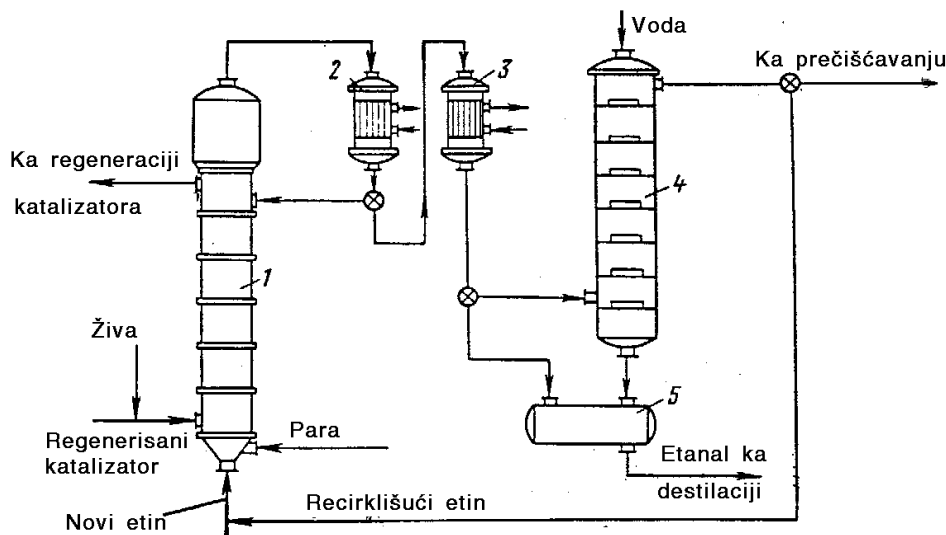 Voda
Ka prečišćavanju
2
3
Ka regeneraciji
katalizatora
4
1
Živa
5
Regenerisani
katalizator
Para
Etanal ka
destilaciji
Recirklišući etin
Novi etin